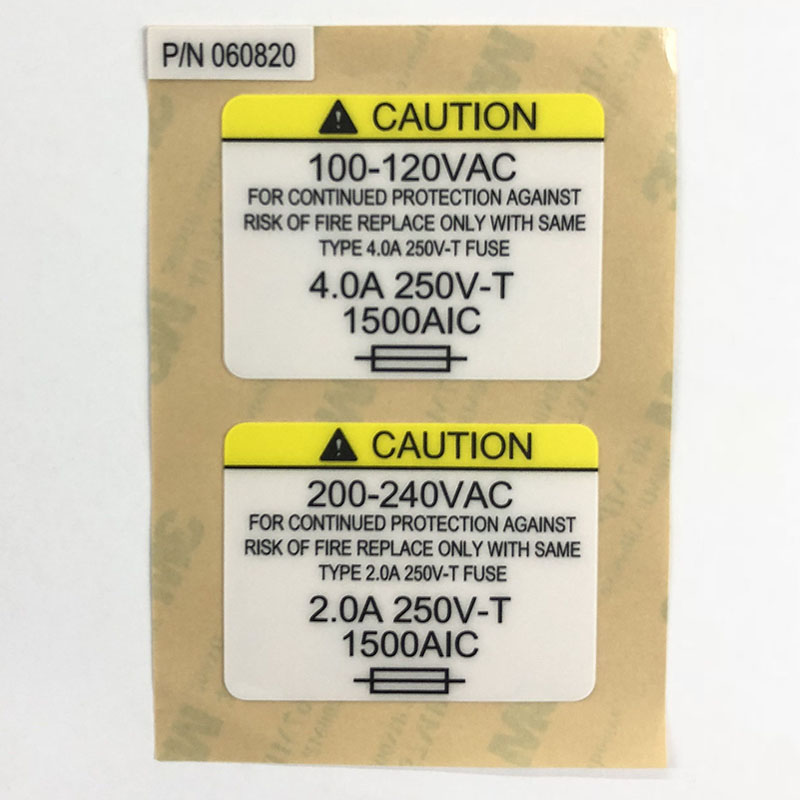 P/N 060820
CAUTION
100-120VAC
FOR CONTINUED PROTECTION AGAINST
RISK OF FIRE REPLACE ONLY WITH SAME
TYPE 4.0A 250V-T FUSE
4.0A 250V-T
1500AIC
CAUTION
200-240VAC
FOR CONTINUED PROTECTION AGAINST
RISK OF FIRE REPLACE ONLY WITH SAME
TYPE 2.0A 250V-T FUSE
2.0A 250V-T
1500AIC